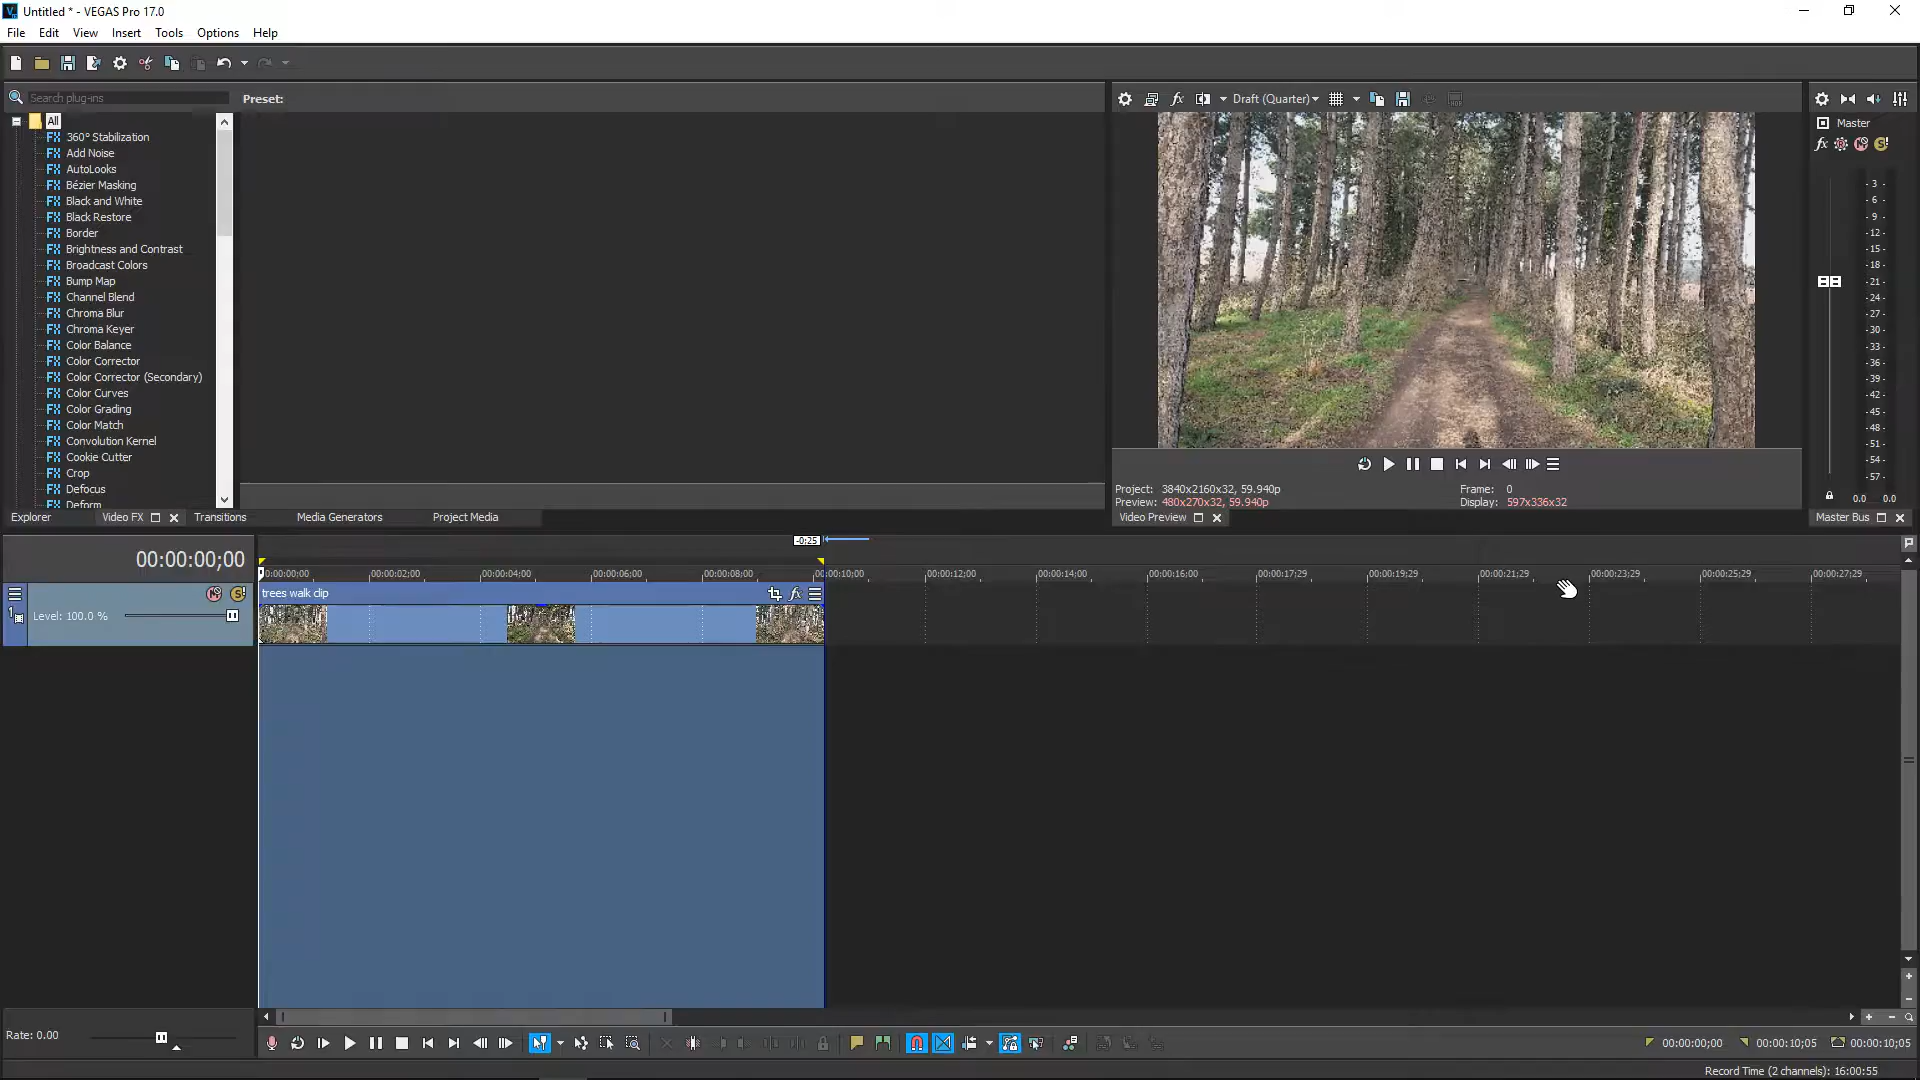 Untitled * - VEGAS Pro 17.0
File Edit View Insert Tools Options Help
Search plug-ins
Preset:
Draft (Quarter)
All
360° Stabilization
Add Noise
AutoLooks
Bézier Masking
Black and White
Black Restore
Border
Brightness and Contrast
Broadcast Colors
Bump Map
Channel Blend
Chroma Blur
Chroma Keyer
Color Balance
Color Corrector
Color Corrector (Secondary)
Color Curves
Color Grading
Color Match
Convolution Kernel
Cookie Cutter
Crop
Defocus
Deform
Explorer Video FX Transitions Media Generators Project Media
Project: 3840x2160x32, 59.940p Frame: 0
Preview: 480x270x32, 59.940p Display: 597x336x32
Video Preview
Master
3
6
9
12
15
18
21
24
27
30
33
36
39
42
45
48
51
54
57
0.0 0.0
Master Bus
-0:25
00:00:00;00
00:00:00;00 00:00:02;00 00:00:04;00 00:00:06;00 00:00:08;00 00:00:10;00 00:00:12;00 00:00:14;00 00:00:16;00 00:00:17;29 00:00:19;29 00:00:21;29 00:00:23;29 00:00:25;29 00:00:27;29
trees walk clip
1
Level: 100.0 %
Rate: 0.00
00:00:00;00 00:00:10;05 00:00:10;05
Record Time (2 channels): 16:00:55